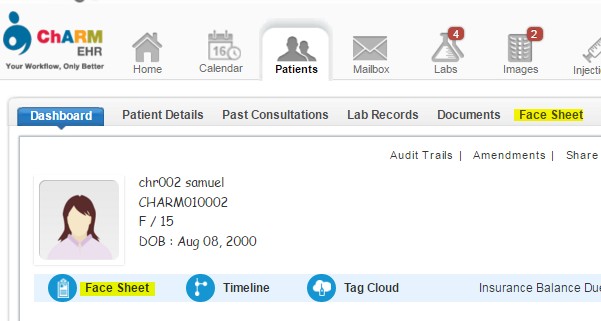 ChARM
EHR
Your Workflow, Only Better
Home
16
Calendar
Patients
Mailbox
4
Labs
2
Images
Injectio
Dashboard Patient Details Past Consultations Lab Records Documents Face Sheet
Audit Trails | Amendments | Share
chr002 samuel
CHARM010002
F / 15
DOB : Aug 08, 2000
Face Sheet Timeline Tag Cloud Insurance Balance Due